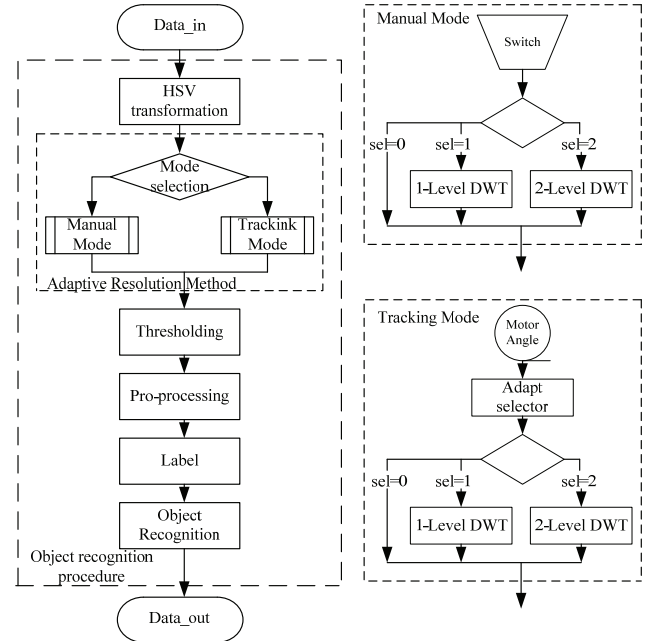 Data_in
HSV
transformation
Mode
selection
Manual
Mode
Trackink
Mode
Adaptive Resolution Method
Thresholding
Pro-processing
Label
Object
Recognition
Object recognition
procedure
Data_out
Manual Mode
Switch
sel=0
sel=1
sel=2
1-Level DWT
2-Level DWT
Tracking Mode
Motor
Angle
Adapt
selector
sel=0
sel=1
sel=2
1-Level DWT
2-Level DWT